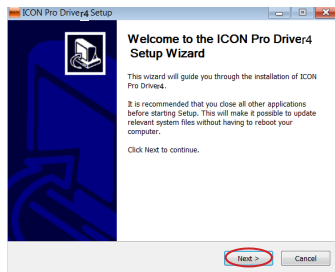 ICON Pro Driver4 Setup
Welcome to the ICON Pro Driver4
Setup Wizard
This wizard will guide you through the installation of ICON
Pro Driver4.
It is recommended that you close all other applications
before starting Setup. This will make it possible to update
relevant system files without having to reboot your
computer.
Click Next to continue.
Next >
Cancel